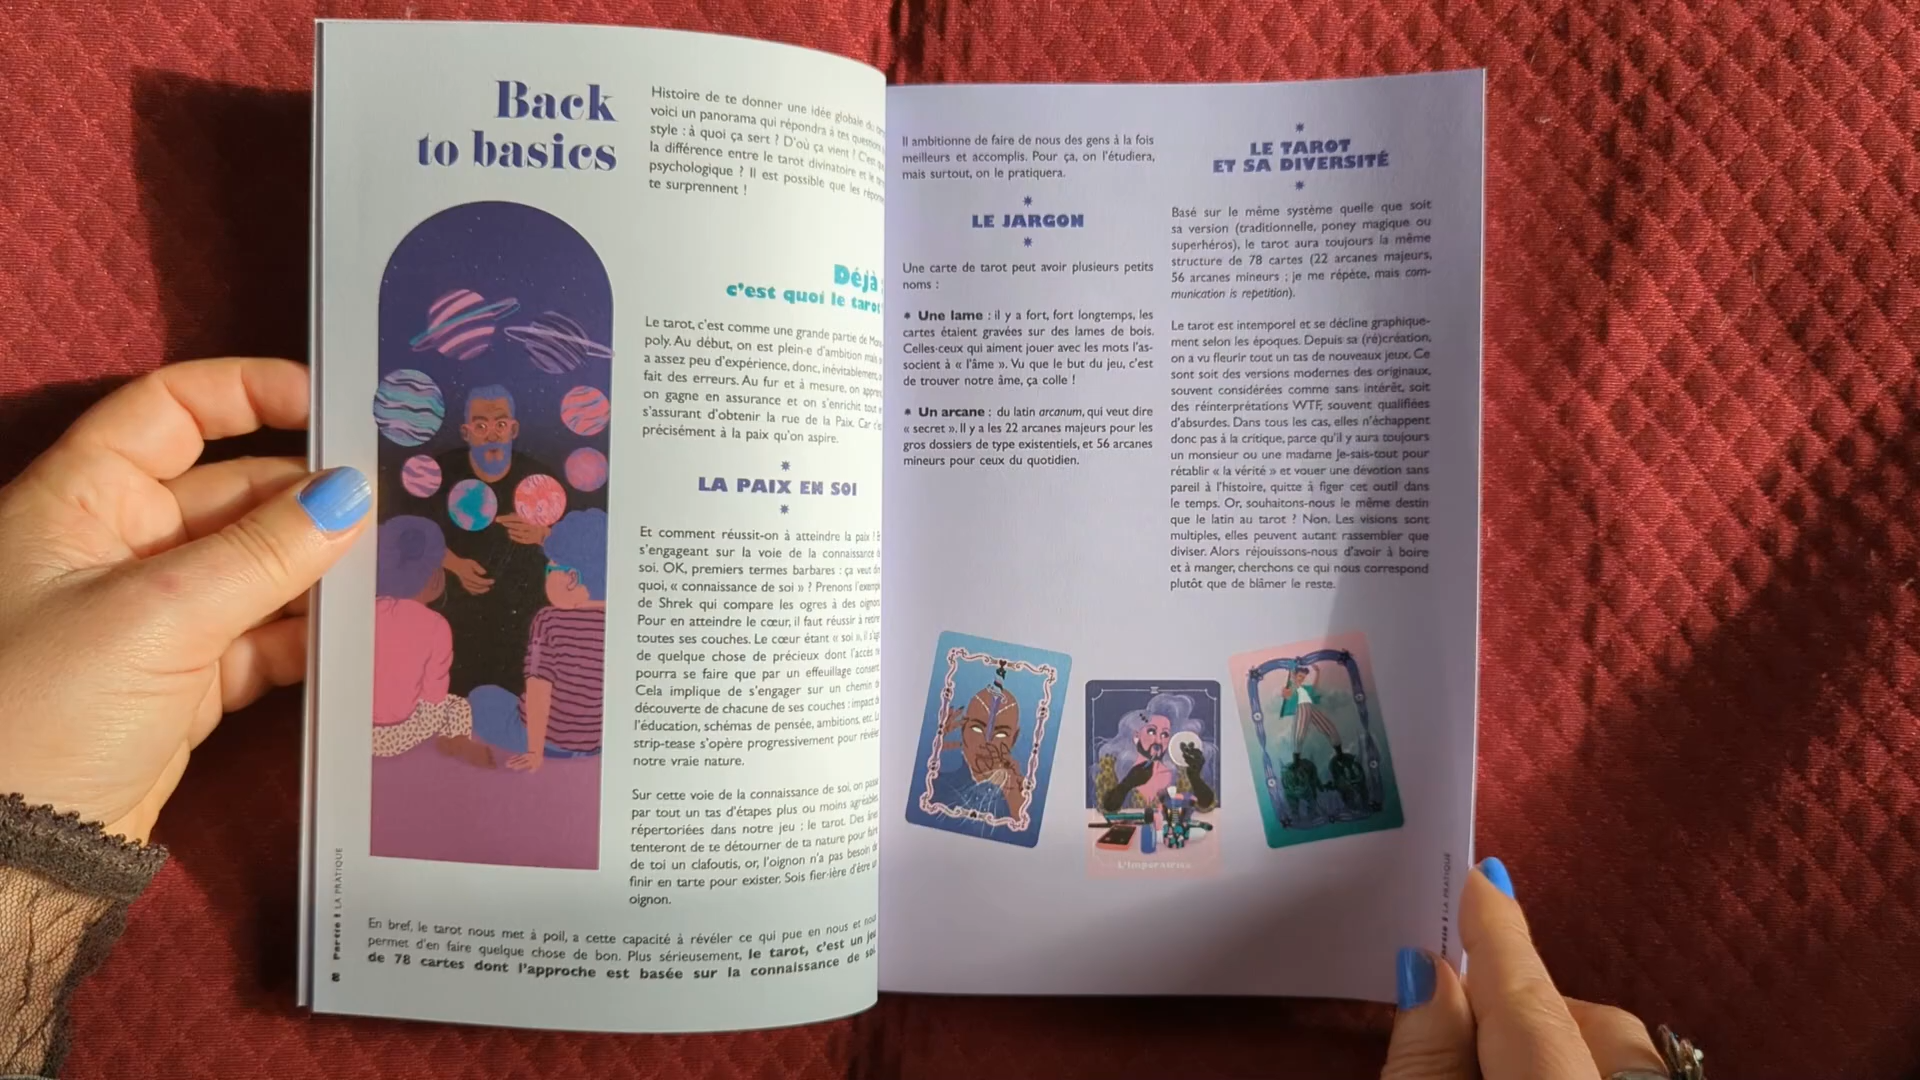 Back
to basics
Histoire de te donner une idée globale du
voici un panorama qui répondra à tes questions
style : à quoi ça sert ? D'où ça vient ? C'est
la différence entre le tarot divinatoire et le
psychologique ? Il est possible que les
te surprennent !
Déjà :
c'est quoi le tarot
Le tarot, c'est comme une grande partie de
poly. Au début, on est plein·e d'ambition mais
a assez peu d'expérience, donc, inévitablement,
fait des erreurs. Au fur et à mesure, on
on gagne en assurance et on s'enrichit tout
s'assurant d'obtenir la rue de la Paix. Car
précisément à la paix qu'on aspire.
LA PAIX EN SOI
Et comment réussit-on à atteindre la paix ?
s'engageant sur la voie de la connaissance
soi. OK, premiers termes barbares : ça veut
quoi, « connaissance de soi » ? Prenons l'exemple
de Shrek qui compare les ogres à des
Pour en atteindre le cœur, il faut réussir à
toutes ses couches. Le cœur étant « soi »,
de quelque chose de précieux dont l'accès
pourra se faire que par un effeuillage
Cela implique de s'engager sur un chemin
découverte de chacune de ses couches : impact
l'éducation, schémas de pensée, ambitions, etc.
strip-tease s'opère progressivement pour révéler
notre vraie nature.
Sur cette voie de la connaissance de soi, on passe
par tout un tas d'étapes plus ou moins agréables
répertoriées dans notre jeu : le tarot. Des
tenteront de te détourner de ta nature pour faire
de toi un clafoutis, or, l'oignon n'a pas besoin de
finir en tarte pour exister. Sois fier·ière d'être un
oignon.
En bref, le tarot nous met à poil, a cette capacité à révéler ce qui pue en nous et nous
permet d'en faire quelque chose de bon. Plus sérieusement, le tarot, c'est un jeu
de 78 cartes dont l'approche est basée sur la connaissance de soi.
8 Partie 1 LA PRATIQUE
Il ambitionne de faire de nous des gens à la fois
meilleurs et accomplis. Pour ça, on l'étudiera,
mais surtout, on le pratiquera.
LE JARGON
Une carte de tarot peut avoir plusieurs petits
noms :
* Une lame : il y a fort, fort longtemps, les
cartes étaient gravées sur des lames de bois.
Celles·ceux qui aiment jouer avec les mots l'as-
socient à « l'âme ». Vu que le but du jeu, c'est
de trouver notre âme, ça colle !
* Un arcane : du latin arcanum, qui veut dire
« secret ». Il y a les 22 arcanes majeurs pour les
gros dossiers de type existentiels, et 56 arcanes
mineurs pour ceux du quotidien.
LE TAROT
ET SA DIVERSITÉ
Basé sur le même système quelle que soit
sa version (traditionnelle, poney magique ou
superhéros), le tarot aura toujours la même
structure de 78 cartes (22 arcanes majeurs,
56 arcanes mineurs ; je me répète, mais com-
munication is repetition).
Le tarot est intemporel et se décline graphique-
ment selon les époques. Depuis sa (ré)création,
on a vu fleurir tout un tas de nouveaux jeux. Ce
sont soit des versions modernes des originaux,
souvent considérées comme sans intérêt, soit
des réinterprétations WTF, souvent qualifiées
d'absurdes. Dans tous les cas, elles n'échappent
donc pas à la critique, parce qu'il y aura toujours
un monsieur ou une madame Je-sais-tout pour
rétablir « la vérité » et vouer une dévotion sans
pareil à l'histoire, quitte à figer cet outil dans
le temps. Or, souhaitons-nous le même destin
que le latin au tarot ? Non. Les visions sont
multiples, elles peuvent autant rassembler que
diviser. Alors réjouissons-nous d'avoir à boire
et à manger, cherchons ce qui nous correspond
plutôt que de blâmer le reste.
L'Impératrice
LA PRATIQUE